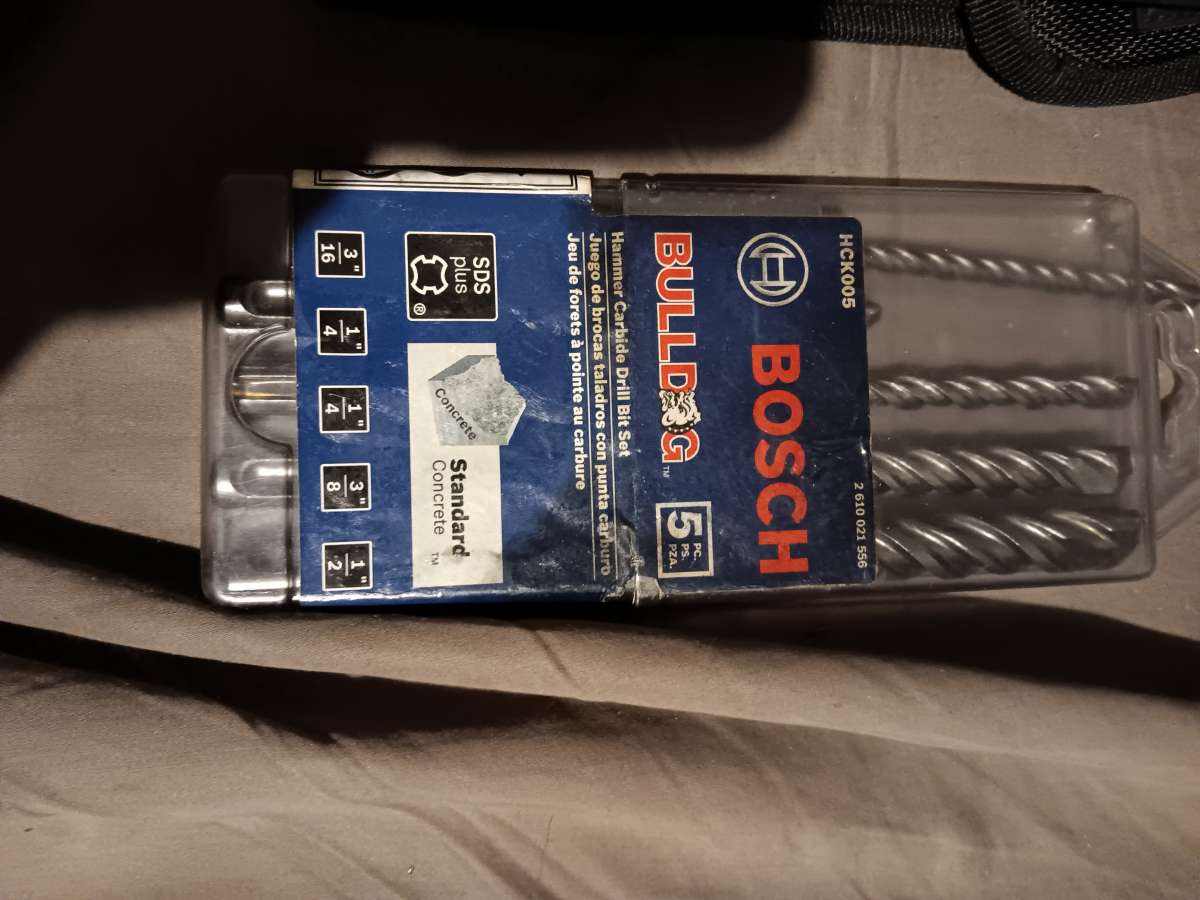 HCK005
2 610 021 556
BOSCH
BULLDOG™
5 PC.
PS.
PZA.
Hammer Carbide Drill Bit Set
Juego de brocas taladros con punta carburo
Jeu de forets à pointe au carbure
SDS
plus
®
Concrete
Standard
Concrete ™
3/16"
1/4"
1/4"
3/8"
1/2"